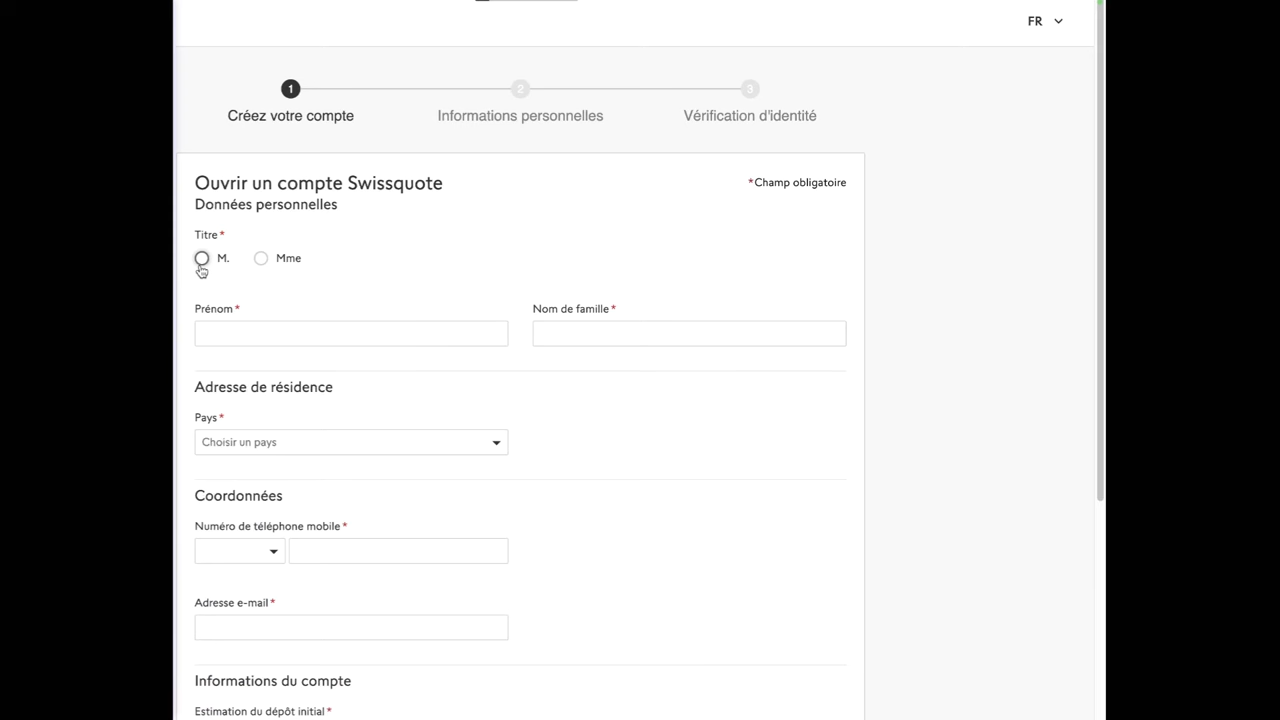 FR
1 2 3
Créez votre compte Informations personnelles Vérification d'identité
Ouvrir un compte Swissquote
*Champ obligatoire
Données personnelles
Titre*
M. Mme
Prénom* Nom de famille*
Adresse de résidence
Pays*
Choisir un pays
Coordonnées
Numéro de téléphone mobile*
Adresse e-mail*
Informations du compte
Estimation du dépôt initial*